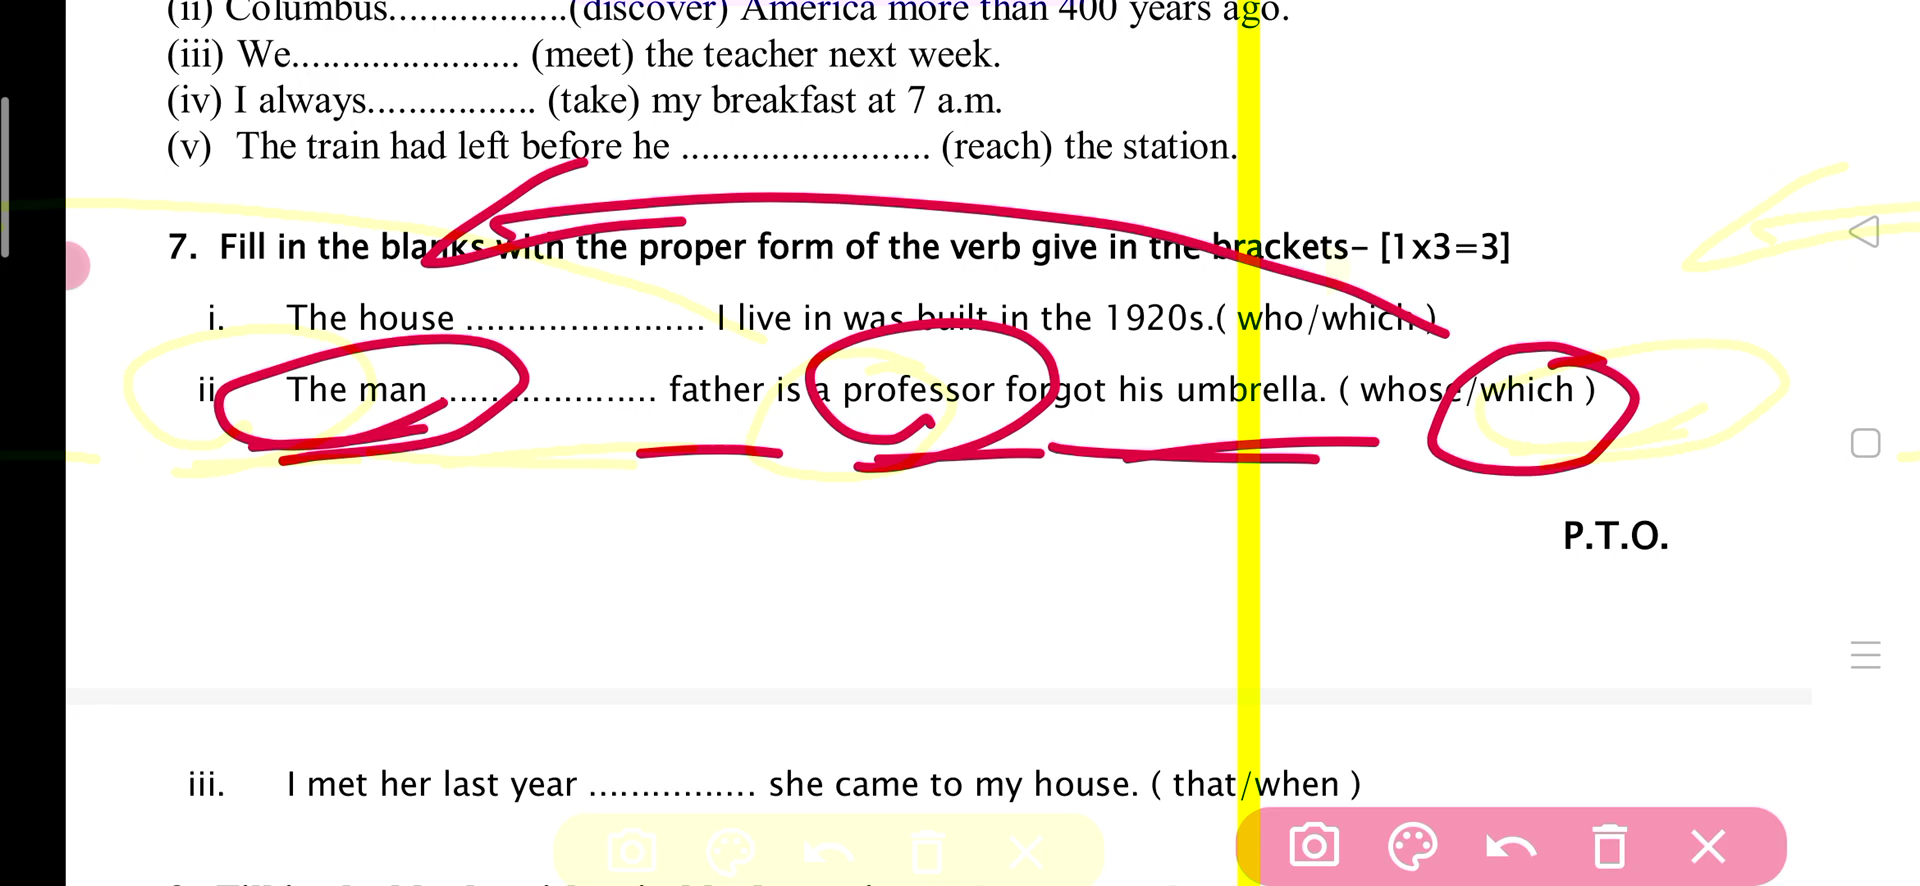 (ii) Columbus..................(discover) America more than 400 years ago.
(iii) We....................... (meet) the teacher next week.
(iv) I always................. (take) my breakfast at 7 a.m.
(v) The train had left before he ......................... (reach) the station.
7. Fill in the blanks with the proper form of the verb give in the brackets– [1x3=3]
i. The house ....................... I live in was built in the 1920s.( who/which )
ii. The man ..................... father is a professor forgot his umbrella. ( whose/which )
P.T.O.
iii. I met her last year ................ she came to my house. ( that/when )